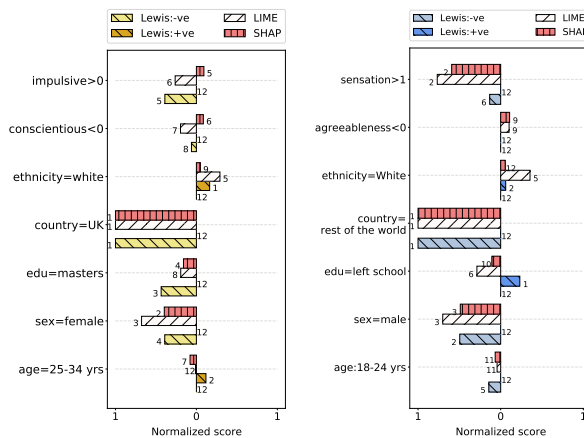 Lewis:-ve LIME
Lewis:+ve SHAP
impulsive>0
5
6
12
5
conscientious<0
6
7
12
8
ethnicity=white
9
5
1
country=UK
1
1
12
1
edu=masters
4
8
12
3
sex=female
2
3
12
4
age=25-34 yrs
7
12
2
12
1 0 1
Normalized score
Lewis:-ve LIME
Lewis:+ve SHAP
sensation>1
2
2
12
6
agreeableness<0
9
9
12
12
ethnicity=White
12
5
2
country=
rest of the world
1
1
12
1
edu=left school
10
6
1
12
sex=male
3
3
12
2
age:18-24 yrs
11
11
12
5
1 0 1
Normalized score